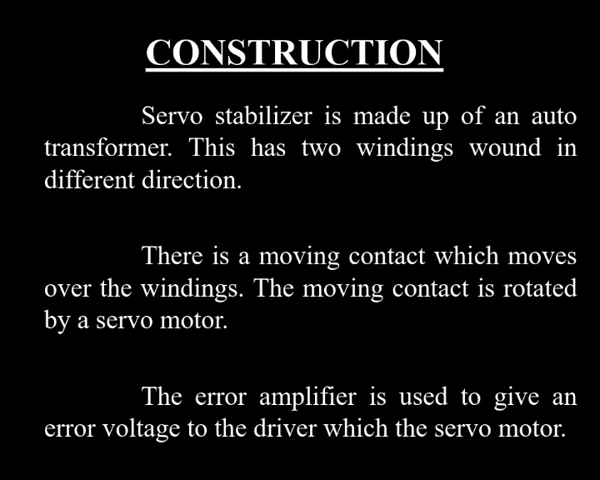 CONSTRUCTION
Servo stabilizer is made up of an auto
transformer. This has two windings wound in
different direction.
There is a moving contact which moves
over the windings. The moving contact is rotated
by a servo motor.
The error amplifier is used to give an
error voltage to the driver which the servo motor.